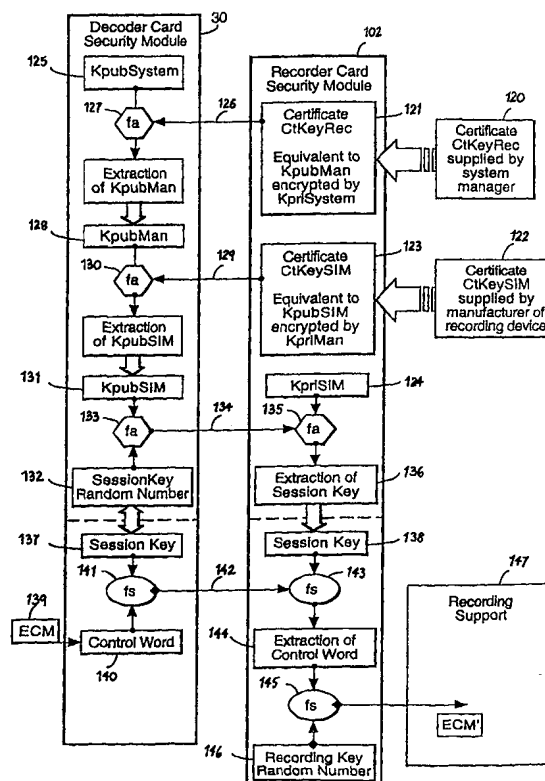 Decoder Card
Security Module
30
125
KpubSystem
127
fa
126
Extraction
of KpubMan
128
KpubMan
130
fa
129
Extraction
of KpubSIM
131
KpubSIM
133
fa
134
132
SessionKey
Random Number
137
Session Key
141
fs
142
139
ECM
Control Word
140
102
Recorder Card
Security Module
121
Certificate
CtKeyRec
Equivalent to
KpubMan
encrypted by
KpriSystem
123
Certificate
CtKeySIM
Equivalent to
KpubSIM
encrypted by
KpriMan
KpriSIM
124
135
fa
Extraction of
Session Key
136
Session Key
138
fs
143
144
Extraction of
Control Word
145
fs
146
Recording Key
Random Number
120
Certificate
CtKeyRec
supplied by
system
manager
122
Certificate
CtKeySIM
supplied by
manufacturer of
recording device
147
Recording
Support
ECM'